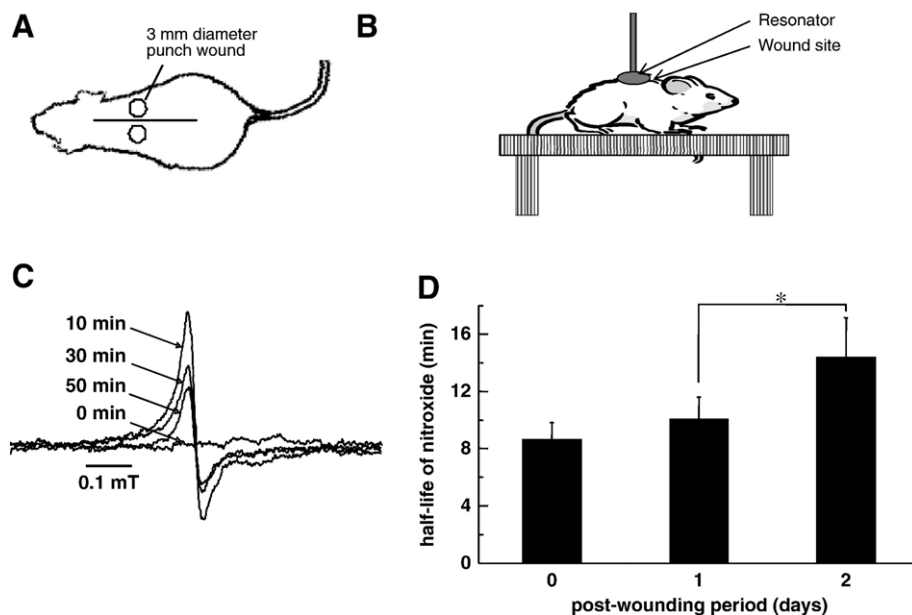 A
3 mm diameter
punch wound
B
Resonator
Wound site
C
10 min
30 min
50 min
0 min
0.1 mT
D
half-life of nitroxide (min)
16
12
8
4
0
*
0 1 2
post-wounding period (days)